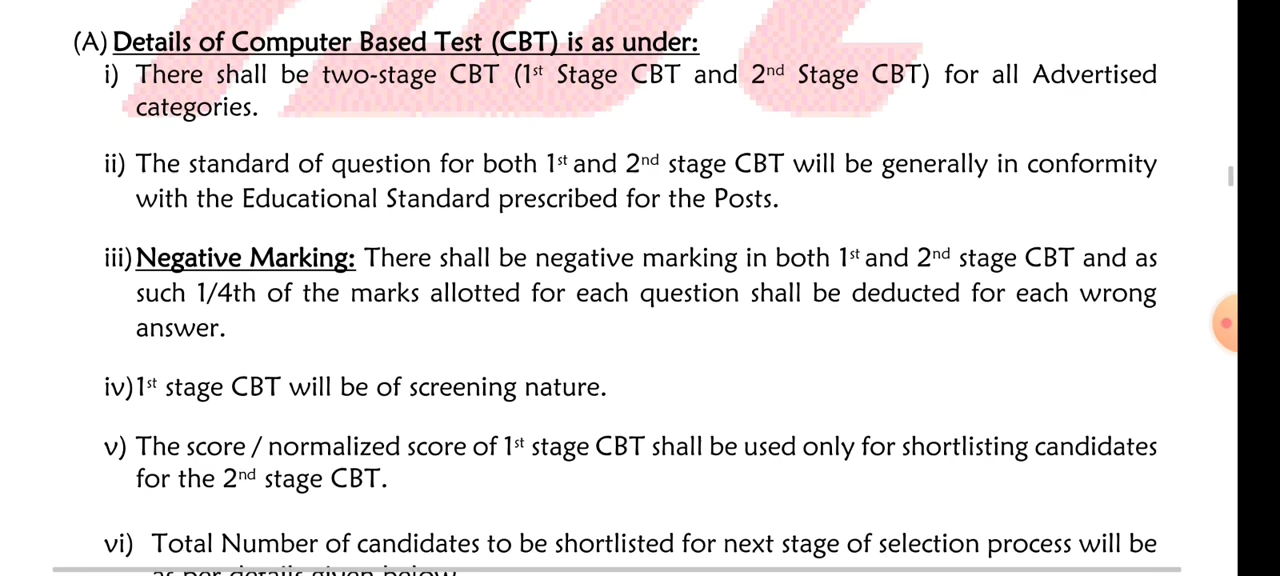 (A) Details of Computer Based Test (CBT) is as under:
i) There shall be two-stage CBT (1st Stage CBT and 2nd Stage CBT) for all Advertised
categories.
ii) The standard of question for both 1st and 2nd stage CBT will be generally in conformity
with the Educational Standard prescribed for the Posts.
iii) Negative Marking: There shall be negative marking in both 1st and 2nd stage CBT and as
such 1/4th of the marks allotted for each question shall be deducted for each wrong
answer.
iv) 1st stage CBT will be of screening nature.
v) The score / normalized score of 1st stage CBT shall be used only for shortlisting candidates
for the 2nd stage CBT.
vi) Total Number of candidates to be shortlisted for next stage of selection process will be
as per details given below